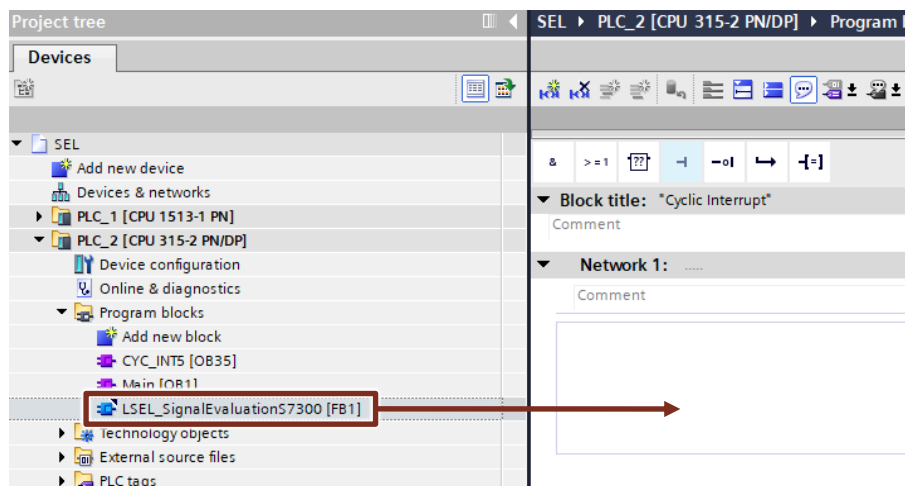 Project tree
Devices
SEL
Add new device
Devices & networks
PLC_1 [CPU 1513-1 PN]
PLC_2 [CPU 315-2 PN/DP]
Device configuration
Online & diagnostics
Program blocks
Add new block
CYC_INT5 [OB35]
Main [OB1]
LSEL_SignalEvaluationS7300 [FB1]
Technology objects
External source files
PLC tags
SEL ▸ PLC_2 [CPU 315-2 PN/DP] ▸ Program
& >=1 ?? ⊣ –o| ↦ -[=]
Block title: "Cyclic Interrupt"
Comment
Network 1: .....
Comment